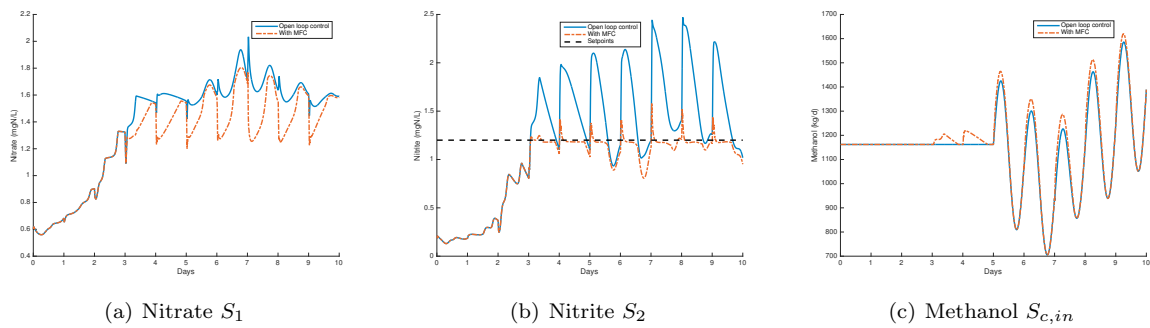 2.2
2
1.8
1.6
1.4
1.2
1
0.8
0.6
0.4
0 1 2 3 4 5 6 7 8 9 10
Days
Nitrate (mgN/L)
Open loop control
With MFC
(a) Nitrate S₁
2.5
2
1.5
1
0.5
0
0 1 2 3 4 5 6 7 8 9 10
Days
Nitrite (mgN/L)
Open loop control
With MFC
Setpoints
(b) Nitrite S₂
1700
1600
1500
1400
1300
1200
1100
1000
900
800
700
0 1 2 3 4 5 6 7 8 9 10
Days
Methanol (kg/d)
Open loop control
With MFC
(c) Methanol S_{c,in}